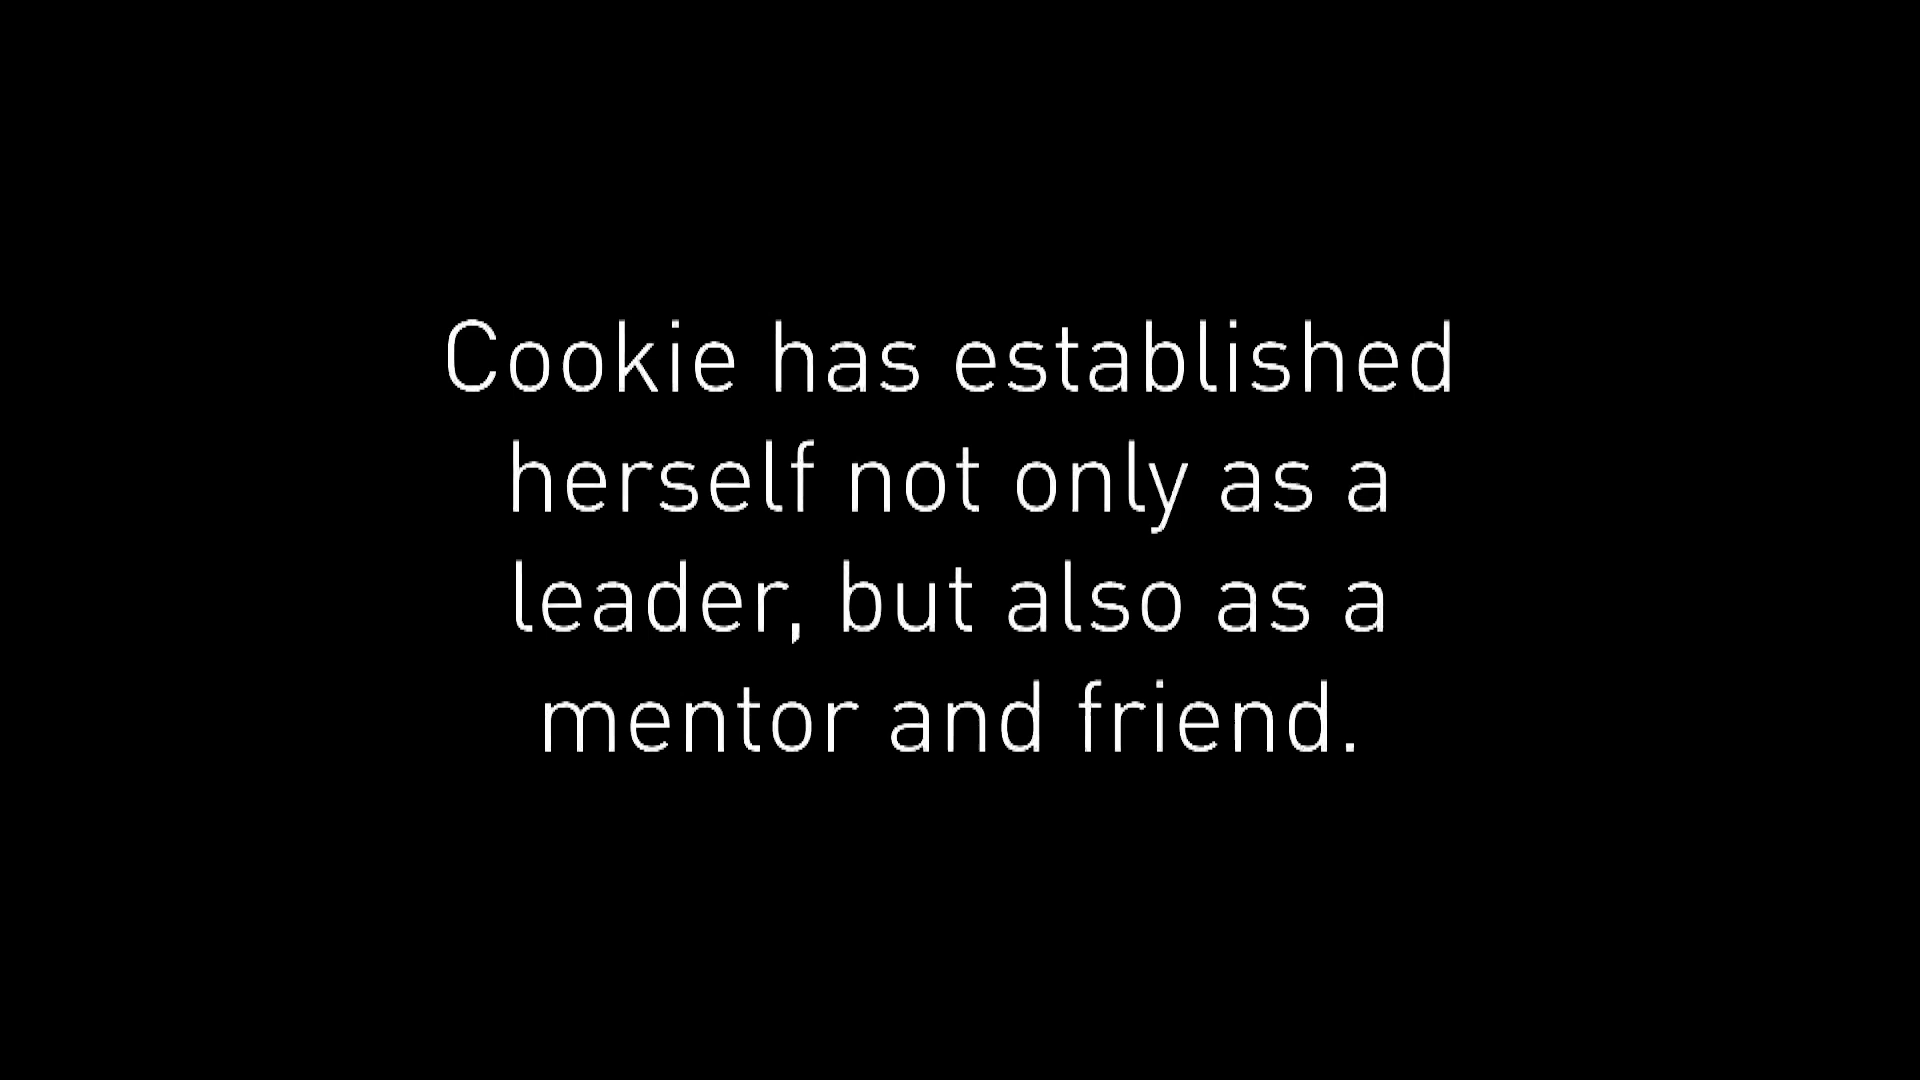 Cookie has established
herself not only as a
leader, but also as a
mentor and friend.